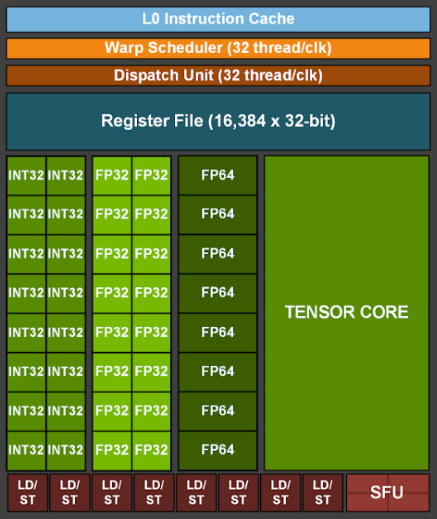 L0 Instruction Cache
Warp Scheduler (32 thread/clk)
Dispatch Unit (32 thread/clk)
Register File (16,384 x 32-bit)
INT32 INT32 FP32 FP32 FP64
INT32 INT32 FP32 FP32 FP64
INT32 INT32 FP32 FP32 FP64
INT32 INT32 FP32 FP32 FP64
TENSOR CORE
INT32 INT32 FP32 FP32 FP64
INT32 INT32 FP32 FP32 FP64
INT32 INT32 FP32 FP32 FP64
INT32 INT32 FP32 FP32 FP64
LD/ LD/ LD/ LD/ LD/ LD/ LD/ LD/
ST ST ST ST ST ST ST ST
SFU